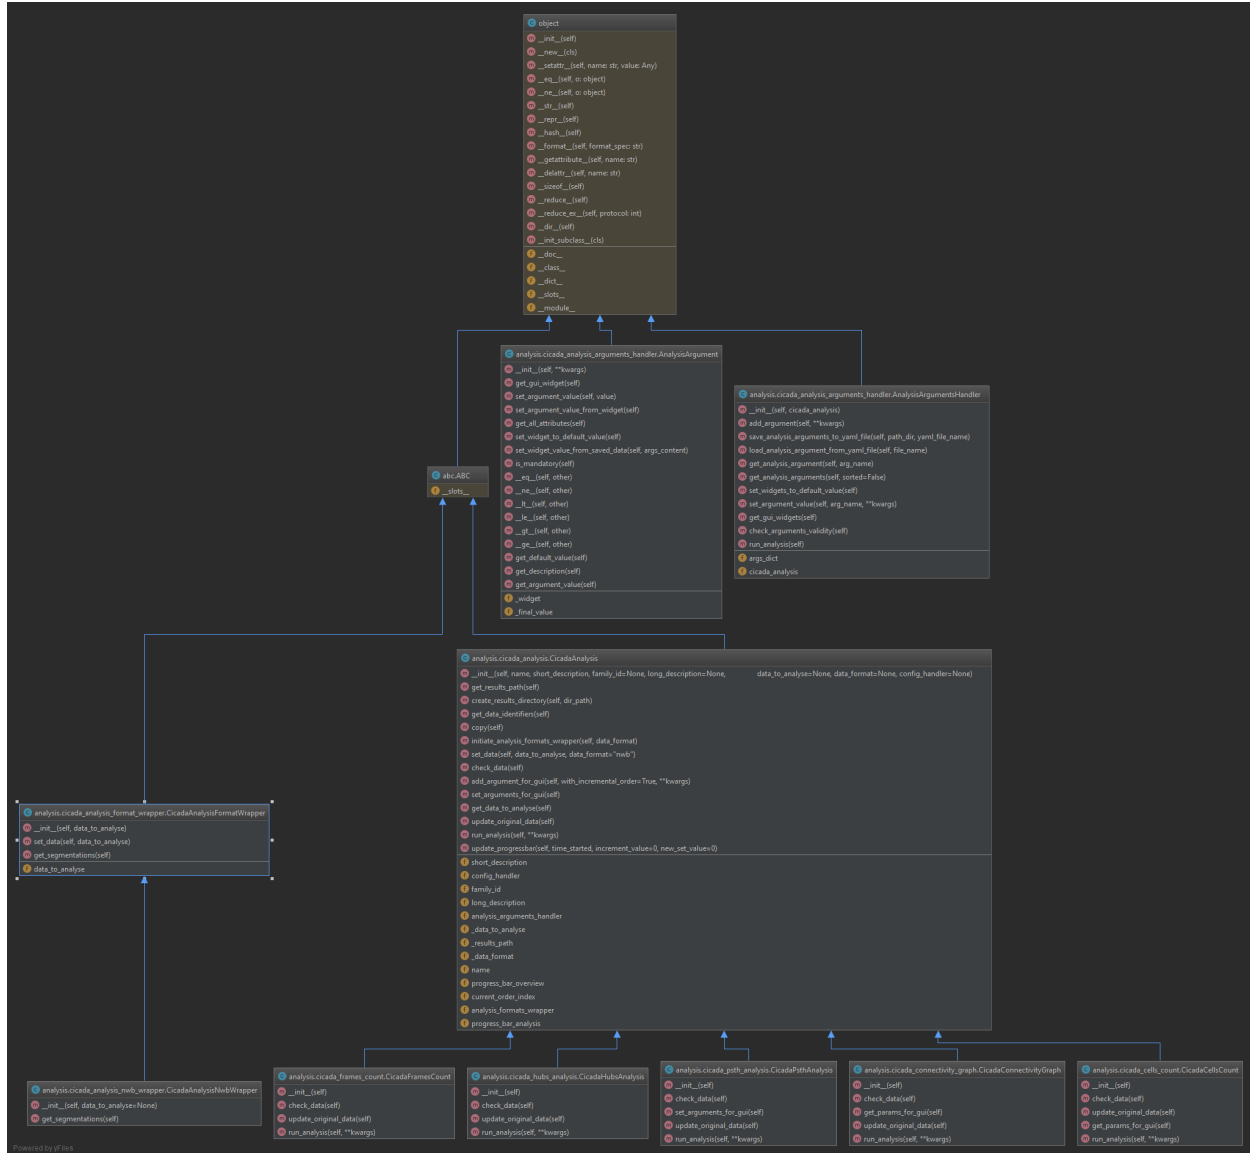 object
__init__(self)
__new__(cls)
__setattr__(self, name: str, value: Any)
__eq__(self, o: object)
__ne__(self, o: object)
__str__(self)
__repr__(self)
__hash__(self)
__format__(self, format_spec: str)
__getattribute__(self, name: str)
__delattr__(self, name: str)
__sizeof__(self)
__reduce__(self)
__reduce_ex__(self, protocol: int)
__dir__(self)
__init_subclass__(cls)
__doc__
__class__
__dict__
__slots__
__module__
analysis.cicada_analysis_arguments_handler.AnalysisArgument
__init__(self, **kwargs)
get_gui_widget(self)
set_argument_value(self, value)
set_argument_value_from_widget(self)
get_all_attributes(self)
set_widget_to_default_value(self)
set_widget_value_from_saved_data(self, args_content)
is_mandatory(self)
__eq__(self, other)
__ne__(self, other)
__lt__(self, other)
__le__(self, other)
__gt__(self, other)
__ge__(self, other)
get_default_value(self)
get_description(self)
get_argument_value(self)
_widget
_final_value
analysis.cicada_analysis_arguments_handler.AnalysisArgumentsHandler
__init__(self, cicada_analysis)
add_argument(self, **kwargs)
save_analysis_arguments_to_yaml_file(self, path_dir, yaml_file_name)
load_analysis_argument_from_yaml_file(self, file_name)
get_analysis_argument(self, arg_name)
get_analysis_arguments(self, sorted=False)
set_widgets_to_default_value(self)
set_argument_value(self, arg_name, **kwargs)
get_gui_widgets(self)
check_arguments_validity(self)
run_analysis(self)
args_dict
cicada_analysis
abc.ABC
__slots__
analysis.cicada_analysis.CicadaAnalysis
__init__(self, name, short_description, family_id=None, long_description=None, data_to_analyse=None, data_format=None, config_handler=None)
get_results_path(self)
create_results_directory(self, dir_path)
get_data_identifiers(self)
copy(self)
initiate_analysis_formats_wrapper(self, data_format)
set_data(self, data_to_analyse, data_format="nwb")
check_data(self)
add_argument_for_gui(self, with_incremental_order=True, **kwargs)
set_arguments_for_gui(self)
get_data_to_analyse(self)
update_original_data(self)
run_analysis(self, **kwargs)
update_progressbar(self, time_started, increment_value=0, new_set_value=0)
short_description
config_handler
family_id
long_description
analysis_arguments_handler
_data_to_analyse
_results_path
_data_format
name
progress_bar_overview
current_order_index
analysis_formats_wrapper
progress_bar_analysis
analysis.cicada_analysis_format_wrapper.CicadaAnalysisFormatWrapper
__init__(self, data_to_analyse)
set_data(self, data_to_analyse)
get_segmentations(self)
data_to_analyse
analysis.cicada_analysis_nwb_wrapper.CicadaAnalysisNwbWrapper
__init__(self, data_to_analyse=None)
get_segmentations(self)
analysis.cicada_frames_count.CicadaFramesCount
__init__(self)
check_data(self)
update_original_data(self)
run_analysis(self, **kwargs)
analysis.cicada_hubs_analysis.CicadaHubsAnalysis
__init__(self)
check_data(self)
update_original_data(self)
run_analysis(self, **kwargs)
analysis.cicada_psth_analysis.CicadaPsthAnalysis
__init__(self)
check_data(self)
set_arguments_for_gui(self)
update_original_data(self)
run_analysis(self, **kwargs)
analysis.cicada_connectivity_graph.CicadaConnectivityGraph
__init__(self)
check_data(self)
get_params_for_gui(self)
update_original_data(self)
run_analysis(self, **kwargs)
analysis.cicada_cells_count.CicadaCellsCount
__init__(self)
check_data(self)
update_original_data(self)
get_params_for_gui(self)
run_analysis(self, **kwargs)
Powered by yFiles